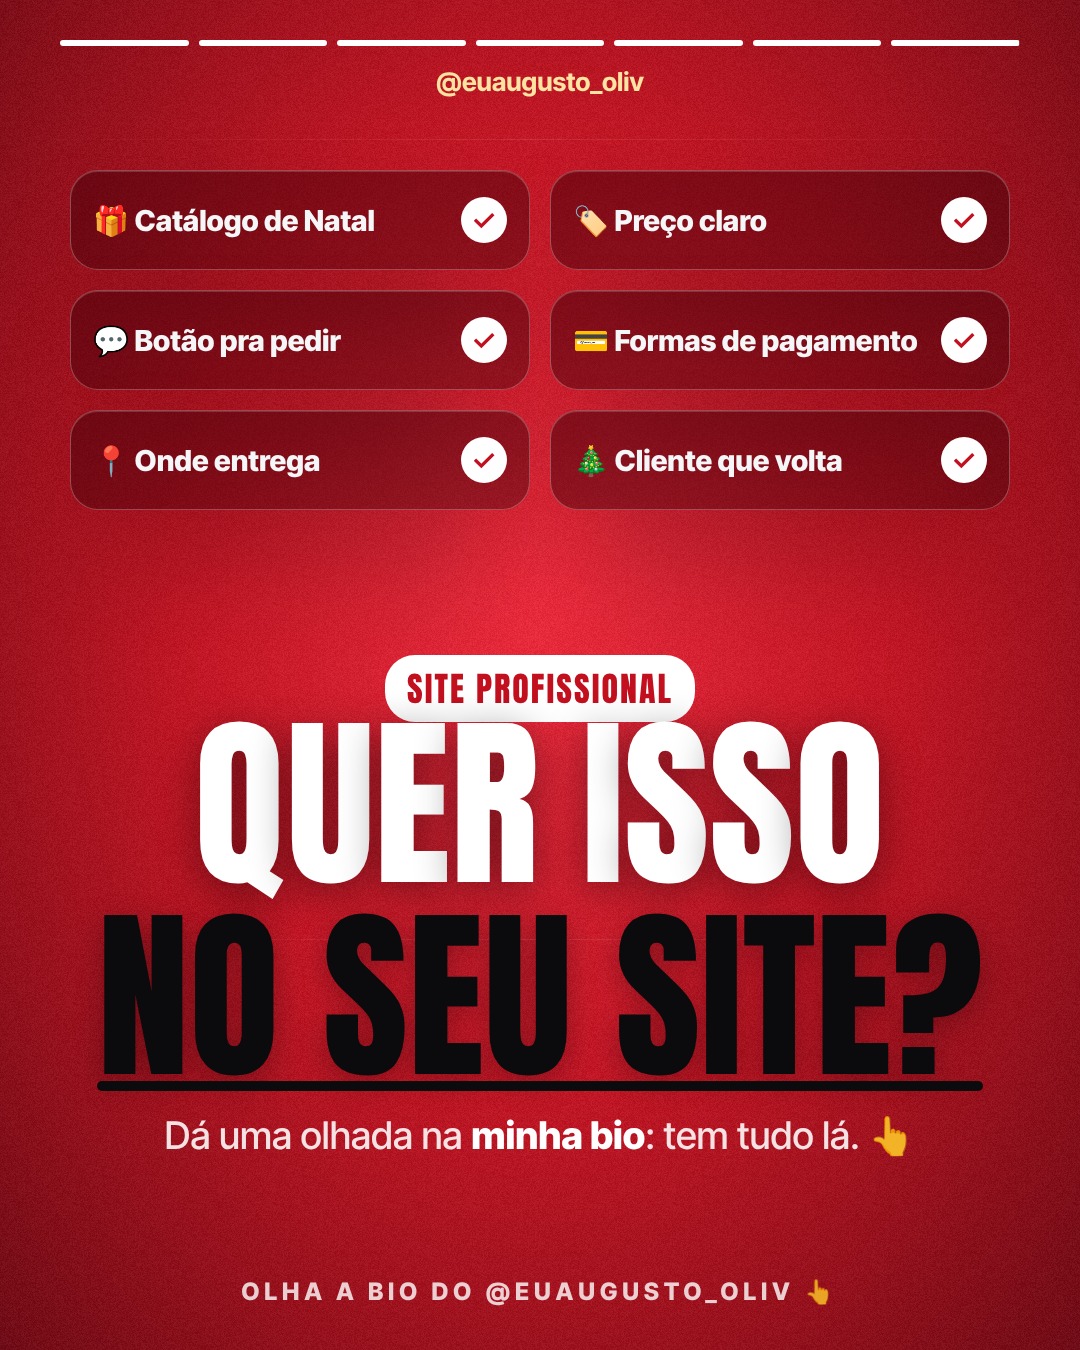 @euaugusto_oliv
🎁 Catálogo de Natal
🏷️ Preço claro
💬 Botão pra pedir
💳 Formas de pagamento
📍 Onde entrega
🎄 Cliente que volta
SITE PROFISSIONAL
QUER ISSO
NO SEU SITE?
Dá uma olhada na minha bio: tem tudo lá. 👆
OLHA A BIO DO @EUAUGUSTO_OLIV 👆